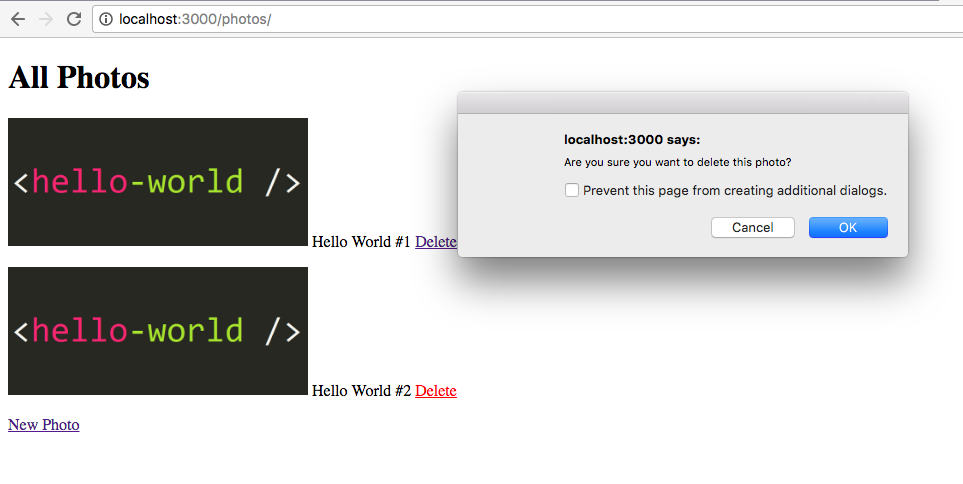 localhost:3000/photos/
All Photos
<hello-world />
Hello World #1 Delete
localhost:3000 says:
Are you sure you want to delete this photo?
Prevent this page from creating additional dialogs.
Cancel OK
<hello-world />
Hello World #2 Delete
New Photo